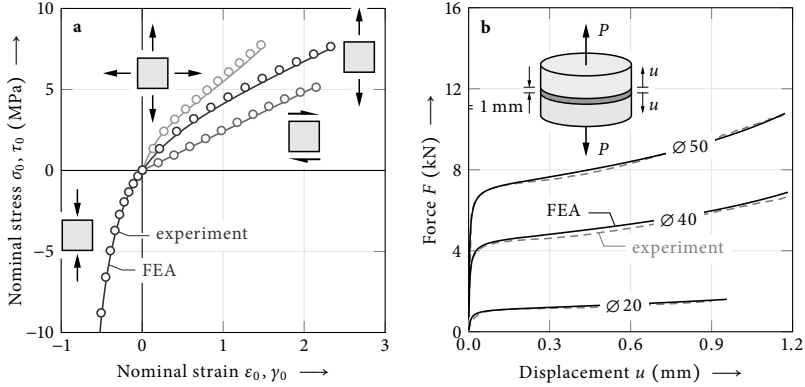 a
10
5
0
−5
−10
Nominal stress σ₀, τ₀ (MPa)
experiment
FEA
−1 0 1 2 3
Nominal strain ε₀, γ₀
b
16
12
8
4
0
Force F (kN)
P
u
= 1 mm
u
P
∅ 50
FEA
∅ 40
experiment
∅ 20
0.0 0.3 0.6 0.9 1.2
Displacement u (mm)